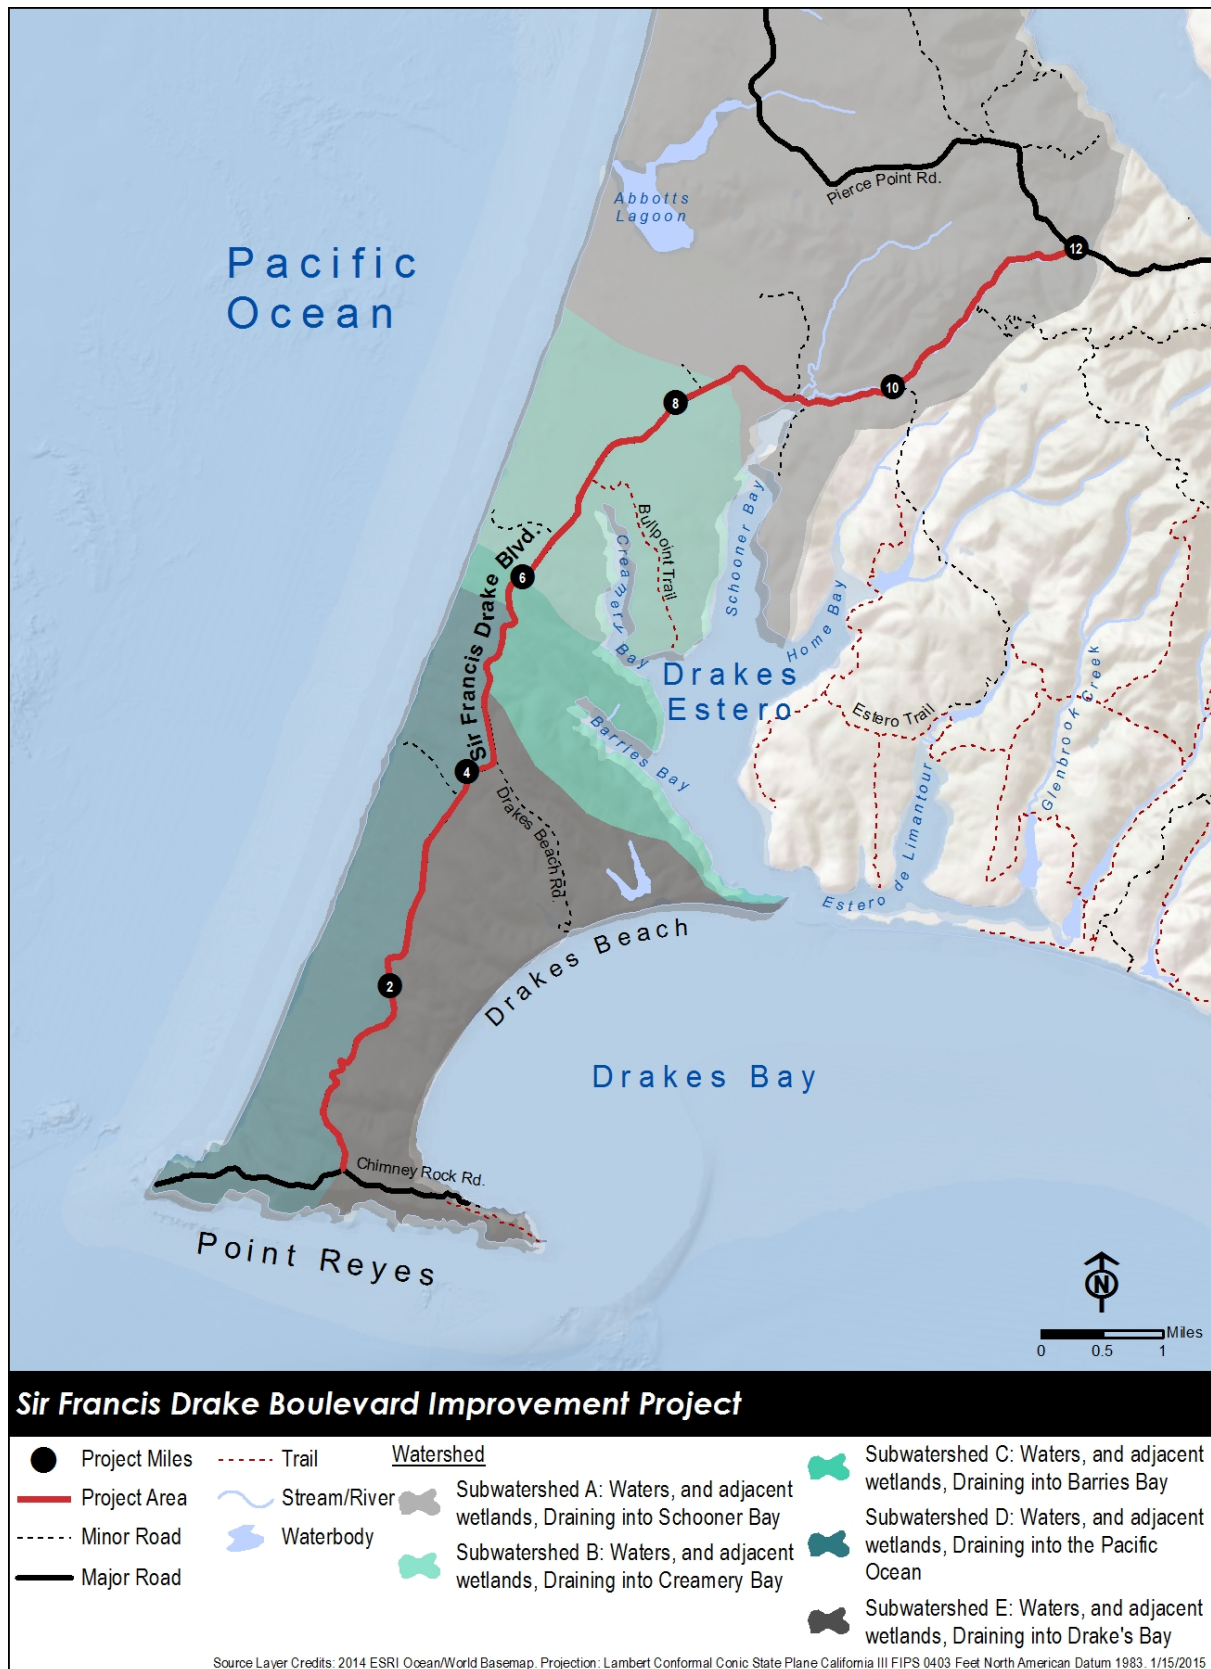 Pierce Point Rd.
Abbotts
Lagoon
12
Pacific
Ocean
10
8
Schooner Bay
Bullpoint Trail
Creamery Bay
Sir Francis Drake Blvd.
6
Home Bay
Drakes
Estero
Estero Trail
Glenbrook Creek
Barries Bay
4
Drakes Beach Rd.
Estero de Limantour
Drakes Beach
2
Drakes Bay
Chimney Rock Rd.
Point Reyes
N
Miles
0 0.5 1
Sir Francis Drake Boulevard Improvement Project
Project Miles
Project Area
Minor Road
Major Road
Trail
Stream/River
Waterbody
Watershed
Subwatershed A: Waters, and adjacent
wetlands, Draining into Schooner Bay
Subwatershed B: Waters, and adjacent
wetlands, Draining into Creamery Bay
Subwatershed C: Waters, and adjacent
wetlands, Draining into Barries Bay
Subwatershed D: Waters, and adjacent
wetlands, Draining into the Pacific
Ocean
Subwatershed E: Waters, and adjacent
wetlands, Draining into Drake's Bay
Source Layer Credits: 2014 ESRI Ocean/World Basemap. Projection: Lambert Conformal Conic State Plane California III FIPS 0403 Feet North American Datum 1983. 1/15/2015